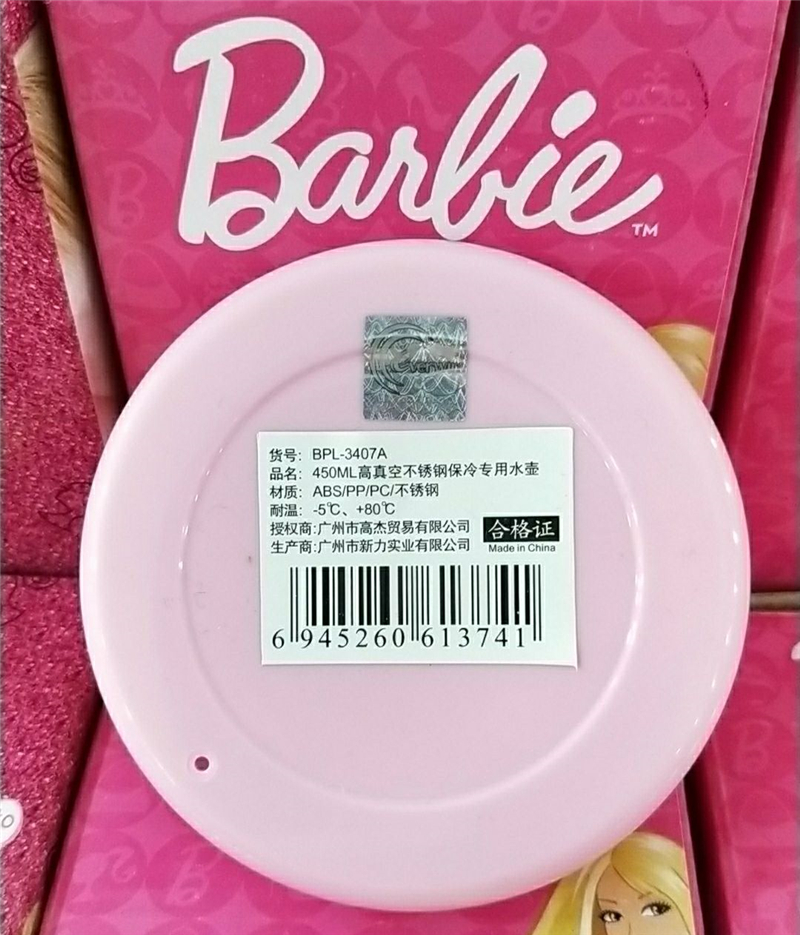 Barbie™
货号: BPL-3407A
品名: 450ML高真空不锈钢保冷专用水壶
材质: ABS/PP/PC/不锈钢
耐温: -5℃、+80℃
授权商:广州市高杰贸易有限公司
生产商:广州市新力实业有限公司
合格证
Made in China
6 945260 613741